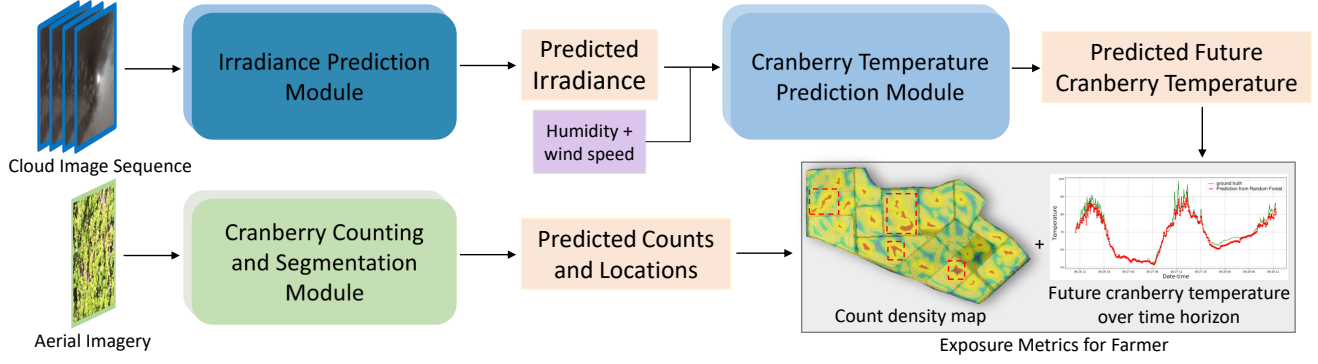 Cloud Image Sequence
Irradiance Prediction
Module
Predicted
Irradiance
Humidity +
wind speed
Cranberry Temperature
Prediction Module
Predicted Future
Cranberry Temperature
Aerial Imagery
Cranberry Counting
and Segmentation
Module
Predicted Counts
and Locations
Count density map
+
ground truth
Prediction from Random Forest
Temperature
Date-time
Future cranberry temperature
over time horizon
Exposure Metrics for Farmer